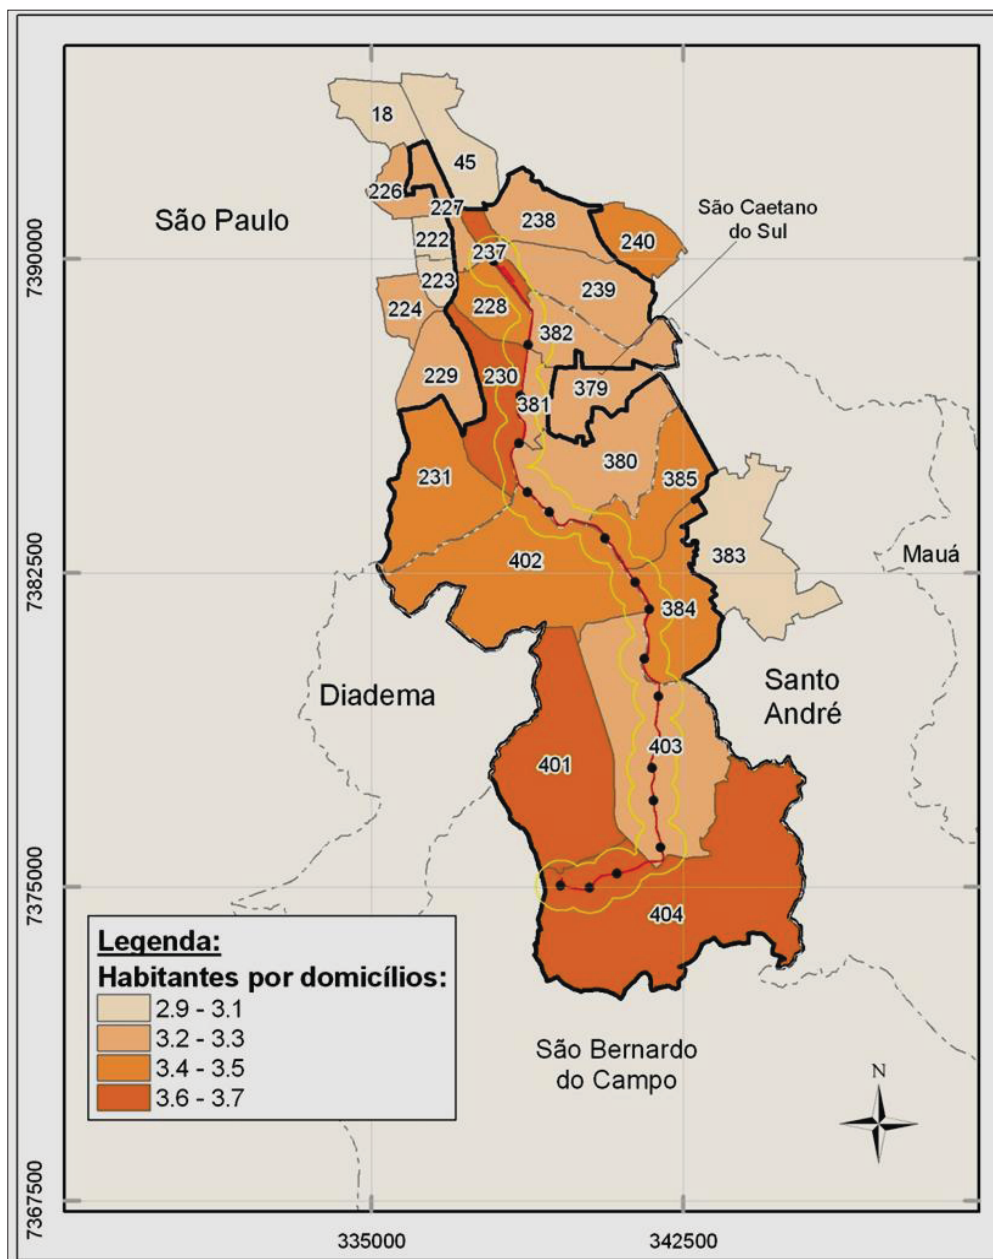 18
45
226
227
São Paulo
238
São Caetano
do Sul
222
237
240
7390000
223
239
224
228
382
229
230
379
381
380
231
385
7382500
402
383
Mauá
384
Diadema
Santo
André
403
401
7375000
404
Legenda:
Habitantes por domicílios:
2.9 - 3.1
3.2 - 3.3
3.4 - 3.5
3.6 - 3.7
São Bernardo
do Campo
N
7367500
335000
342500